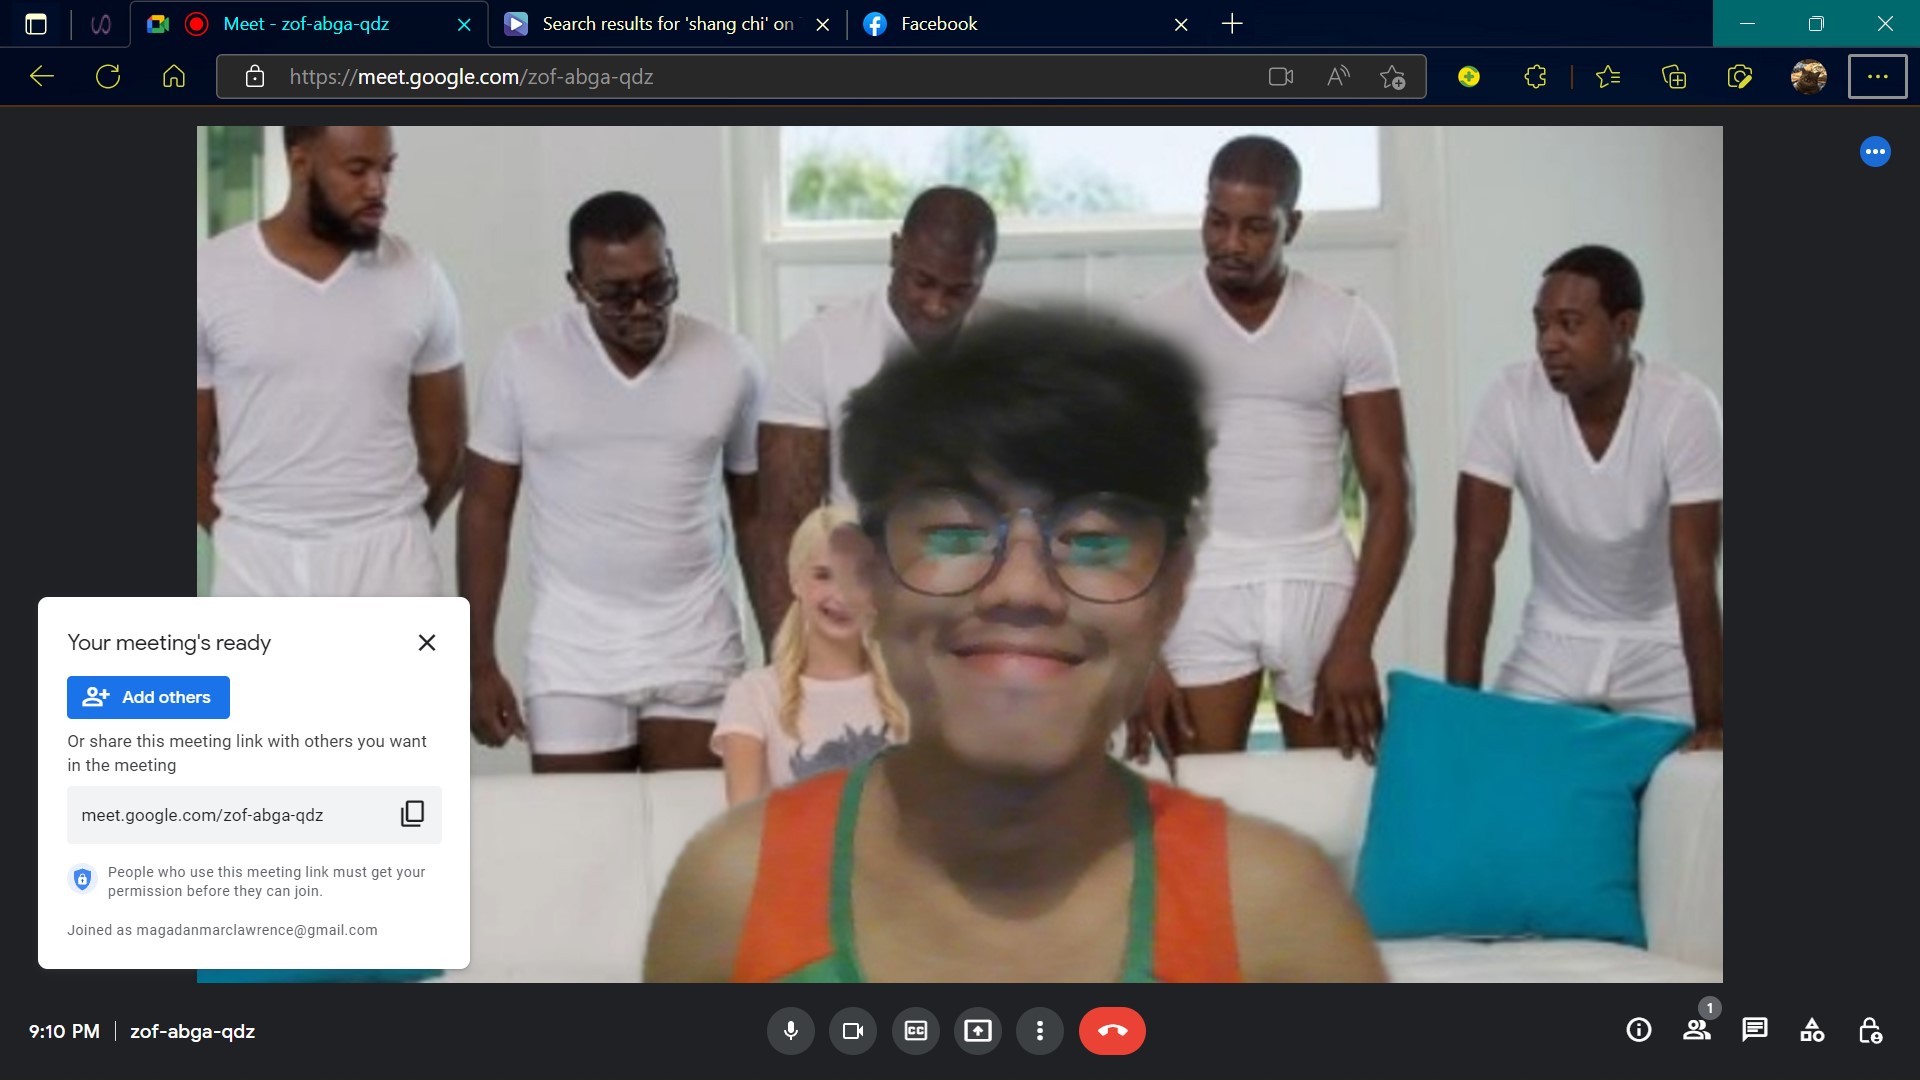 Meet - zof-abga-qdz
Search results for 'shang chi' on
Facebook
https://meet.google.com/zof-abga-qdz
Your meeting's ready
Add others
Or share this meeting link with others you want
in the meeting
meet.google.com/zof-abga-qdz
People who use this meeting link must get your
permission before they can join.
Joined as magadanmarclawrence@gmail.com
9:10 PM
zof-abga-qdz
CC
1